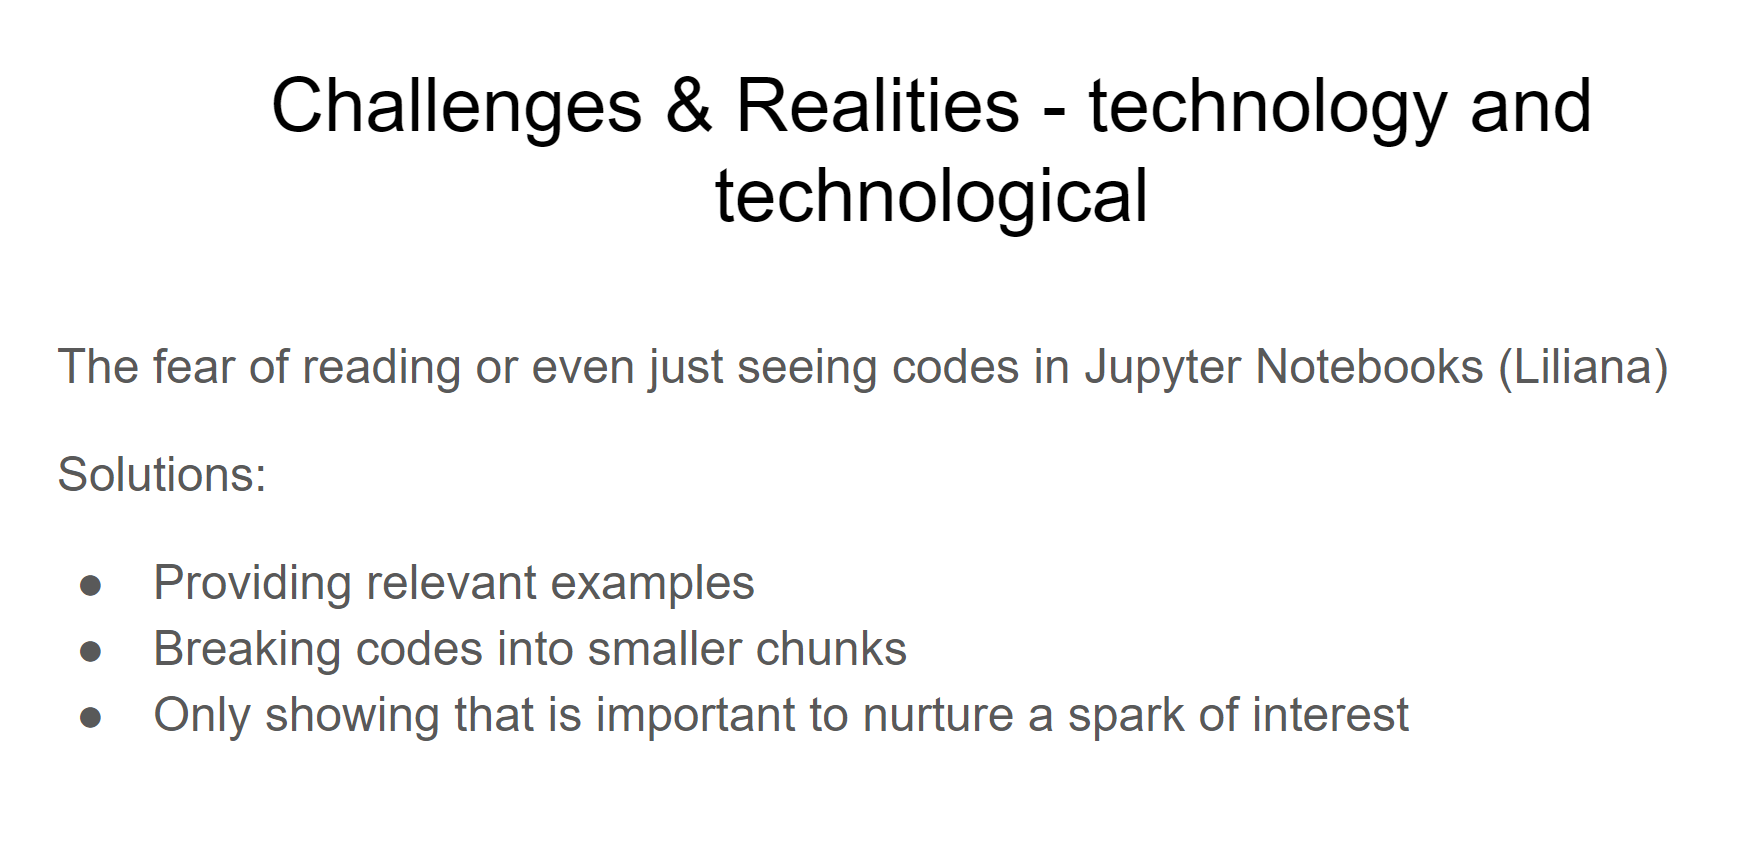 Challenges & Realities - technology and
technological
The fear of reading or even just seeing codes in Jupyter Notebooks (Liliana)
Solutions:
● Providing relevant examples
● Breaking codes into smaller chunks
● Only showing that is important to nurture a spark of interest